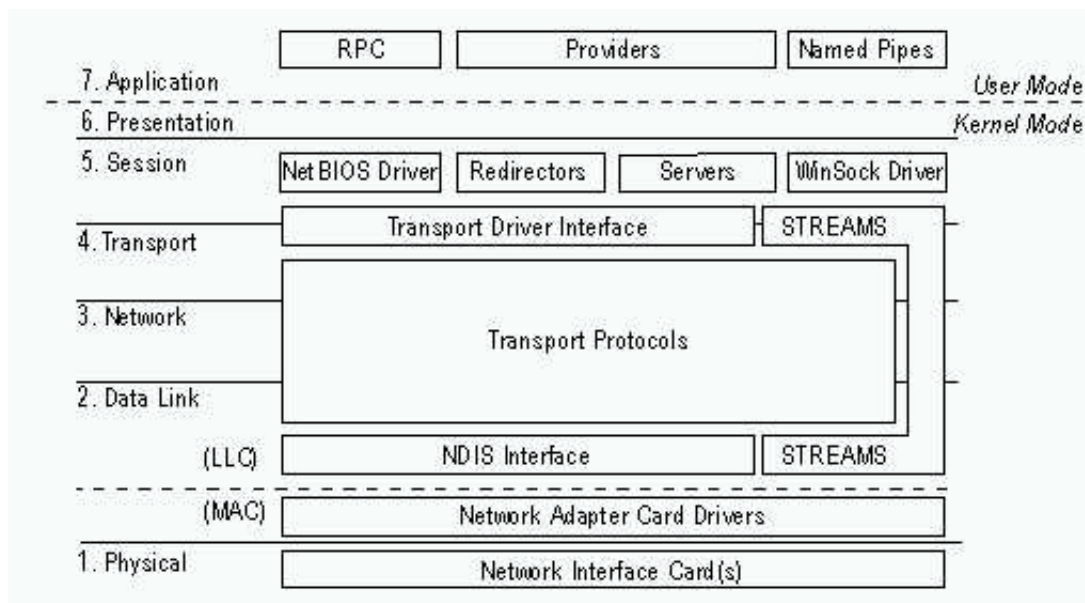 RPC Providers Named Pipes
7. Application User Mode
6. Presentation Kernel Mode
5. Session
NetBIOS Driver Redirectors Servers WinSock Driver
Transport Driver Interface STREAMS
4. Transport
3. Network
Transport Protocols
2. Data Link
(LLC) NDIS Interface STREAMS
(MAC) Network Adapter Card Drivers
1. Physical Network Interface Card(s)